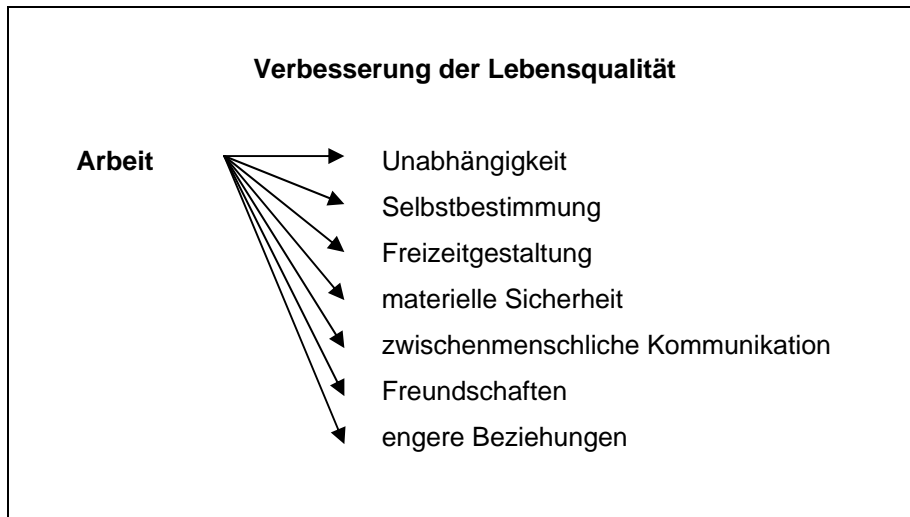 Verbesserung der Lebensqualität
Arbeit
Unabhängigkeit
Selbstbestimmung
Freizeitgestaltung
materielle Sicherheit
zwischenmenschliche Kommunikation
Freundschaften
engere Beziehungen